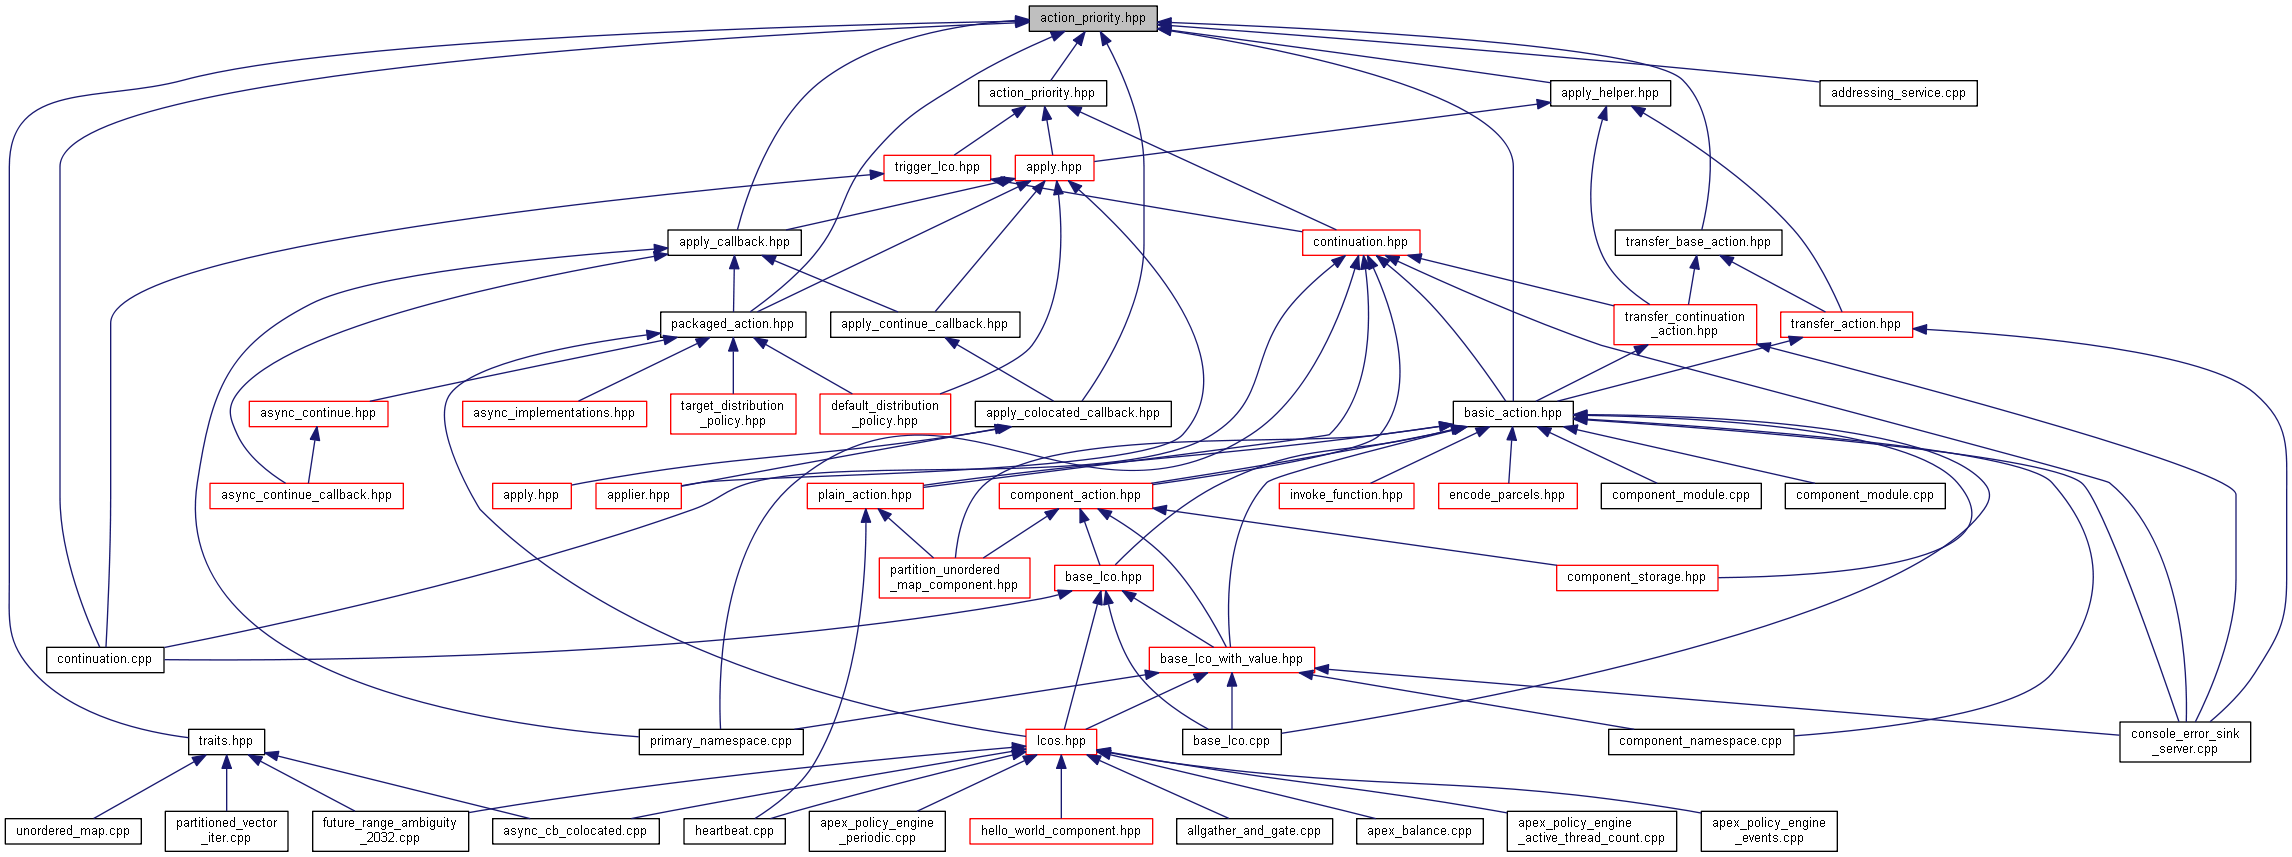 action_priority.hpp
action_priority.hpp
apply_helper.hpp
addressing_service.cpp
trigger_lco.hpp
apply.hpp
apply_callback.hpp
continuation.hpp
transfer_base_action.hpp
packaged_action.hpp
apply_continue_callback.hpp
transfer_continuation
_action.hpp
transfer_action.hpp
async_continue.hpp
async_implementations.hpp
target_distribution
_policy.hpp
default_distribution
_policy.hpp
apply_colocated_callback.hpp
basic_action.hpp
async_continue_callback.hpp
apply.hpp
applier.hpp
plain_action.hpp
component_action.hpp
invoke_function.hpp
encode_parcels.hpp
component_module.cpp
component_module.cpp
partition_unordered
_map_component.hpp
base_lco.hpp
component_storage.hpp
continuation.cpp
base_lco_with_value.hpp
traits.hpp
primary_namespace.cpp
lcos.hpp
base_lco.cpp
component_namespace.cpp
console_error_sink
_server.cpp
unordered_map.cpp
partitioned_vector
_iter.cpp
future_range_ambiguity
_2032.cpp
async_cb_colocated.cpp
heartbeat.cpp
apex_policy_engine
_periodic.cpp
hello_world_component.hpp
allgather_and_gate.cpp
apex_balance.cpp
apex_policy_engine
_active_thread_count.cpp
apex_policy_engine
_events.cpp